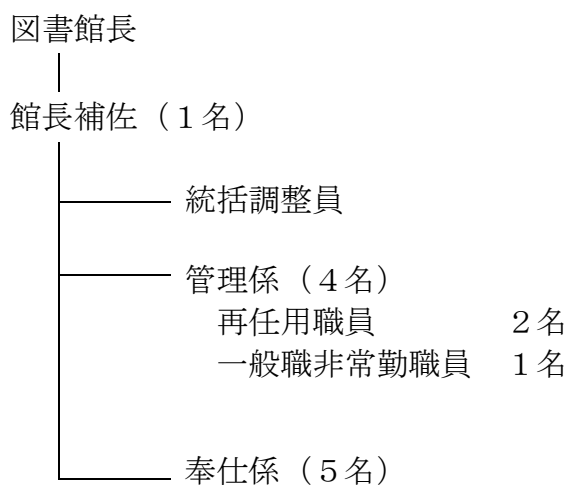 図書館長
館長補佐（１名）
統括調整員
管理係（４名）
再任用職員　　　　２名
一般職非常勤職員　１名
奉仕係（５名）